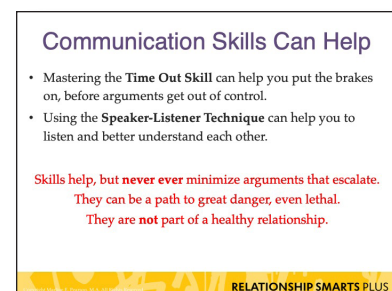 Communication Skills Can Help
• Mastering the Time Out Skill can help you put the brakes
on, before arguments get out of control.
• Using the Speaker-Listener Technique can help you to
listen and better understand each other.
Skills help, but never ever minimize arguments that escalate.
They can be a path to great danger, even lethal.
They are not part of a healthy relationship.
RELATIONSHIP SMARTS PLUS